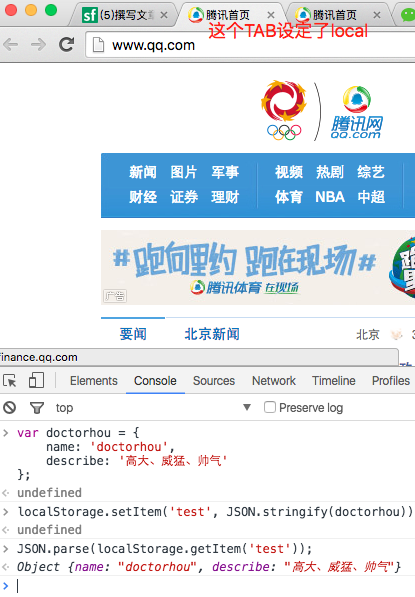 (5)撰写文章
腾讯首页
腾讯首页
这个TAB设定了local
www.qq.com
腾讯网
QQ.com
新闻 图片 军事 视频 热剧 综艺
财经 证券 理财 体育 NBA 中超
#跑向里约 跑在现场#
腾讯体育 在现场
广告
要闻 北京新闻 北京
finance.qq.com
Elements Console Sources Network Timeline Profiles
top Preserve log
var doctorhou = {
name: 'doctorhou',
describe: '高大、威猛、帅气'
};
undefined
localStorage.setItem('test', JSON.stringify(doctorhou))
undefined
JSON.parse(localStorage.getItem('test'));
Object {name: "doctorhou", describe: "高大、威猛、帅气"}